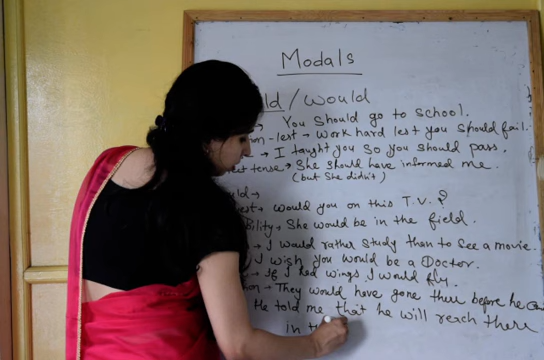 Modals
ld/would
You should go to school.
lest → work hard lest you should fail.
→ I taught you so you should pass.
tense → She should have informed me.
(but She didn't)
ld →
est → would you on this T.V.?
bility → She would be in the field.
→ I would rather study than to see a movie.
I wish you would be a Doctor.
→ If I had wings I would fly.
tion → They would have gone there before he
He told me that he will reach there
in